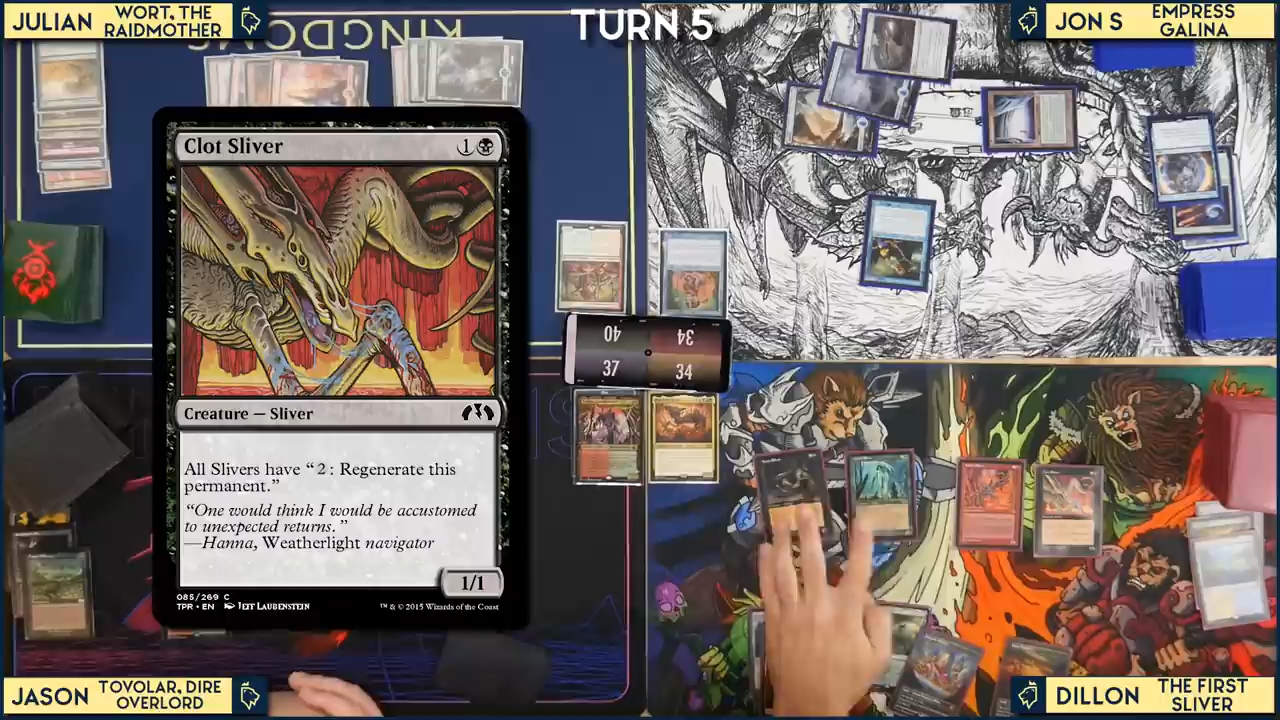 JULIAN
WORT, THE
RAIDMOTHER
TURN 5
JON S
EMPRESS
GALINA
KINGDOMS
Clot Sliver
1
Creature — Sliver
All Slivers have “2: Regenerate this
permanent.”
“One would think I would be accustomed
to unexpected returns.”
—Hanna, Weatherlight navigator
1/1
085/269 C
TPR • EN JEFF LAUBENSTEIN
™ & © 2015 Wizards of the Coast
40
34
37
34
JASON
TOVOLAR, DIRE
OVERLORD
DILLON
THE FIRST
SLIVER